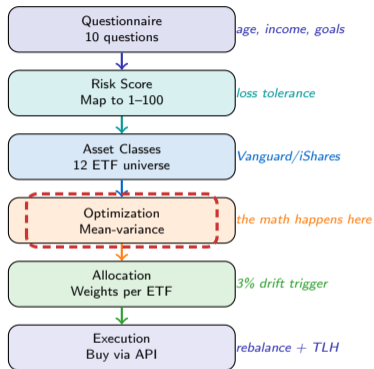 Questionnaire
10 questions
age, income, goals
Risk Score
Map to 1–100
loss tolerance
Asset Classes
12 ETF universe
Vanguard/iShares
Optimization
Mean-variance
the math happens here
Allocation
Weights per ETF
3% drift trigger
Execution
Buy via API
rebalance + TLH